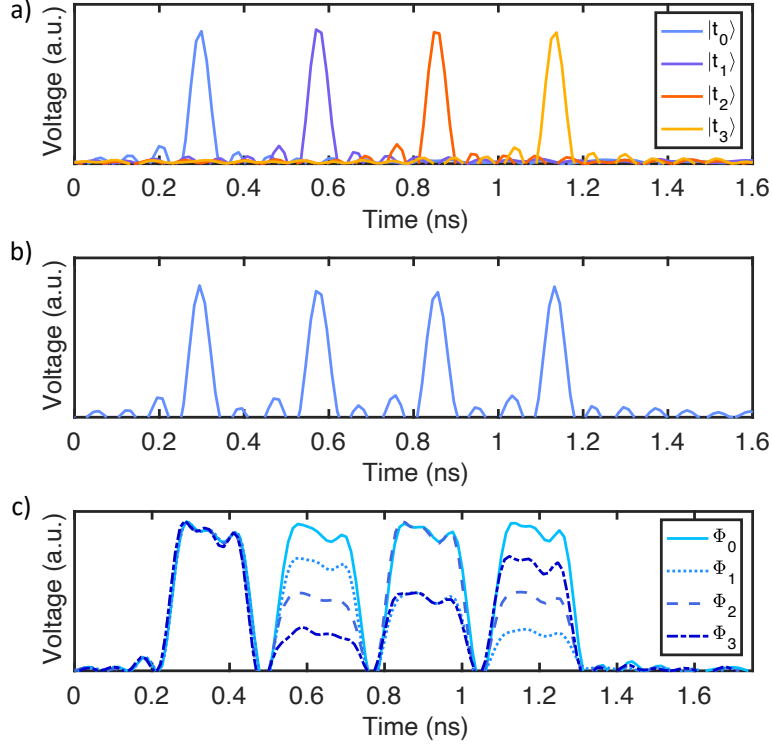 a)
Voltage (a.u.)
|t₀⟩
|t₁⟩
|t₂⟩
|t₃⟩
0 0.2 0.4 0.6 0.8 1 1.2 1.4 1.6
Time (ns)
b)
Voltage (a.u.)
0 0.2 0.4 0.6 0.8 1 1.2 1.4 1.6
Time (ns)
c)
Voltage (a.u.)
Φ₀
Φ₁
Φ₂
Φ₃
0 0.2 0.4 0.6 0.8 1 1.2 1.4 1.6
Time (ns)